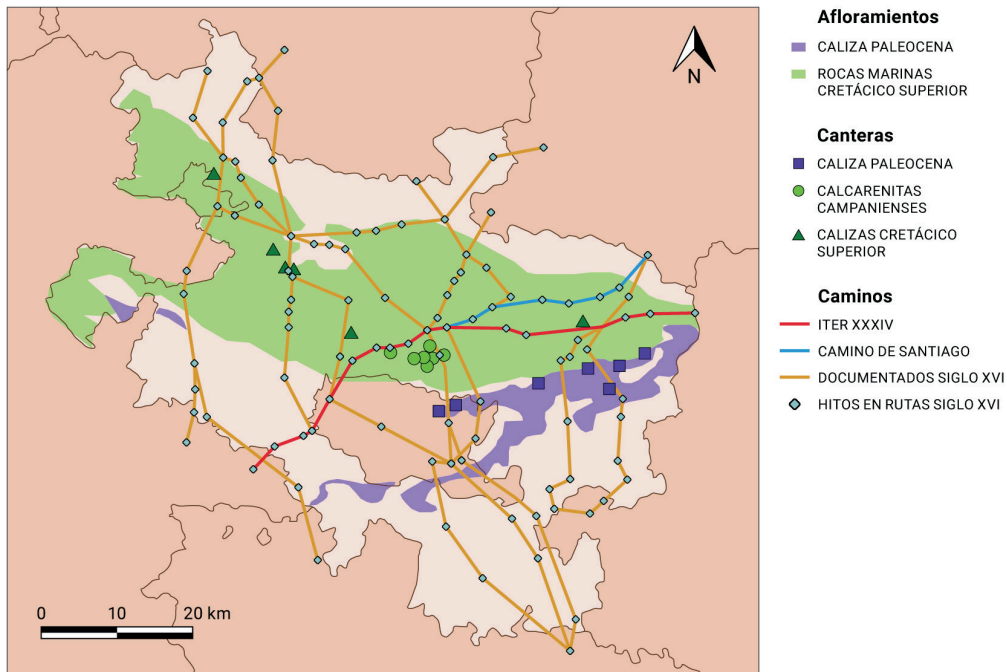 N
0 10 20 km
Afloramientos
CALIZA PALEOCENA
ROCAS MARINAS
CRETÁCICO SUPERIOR
Canteras
CALIZA PALEOCENA
CALCARENITAS
CAMPANIENSES
CALIZAS CRETÁCICO
SUPERIOR
Caminos
ITER XXXIV
CAMINO DE SANTIAGO
DOCUMENTADOS SIGLO XVI
HITOS EN RUTAS SIGLO XVI